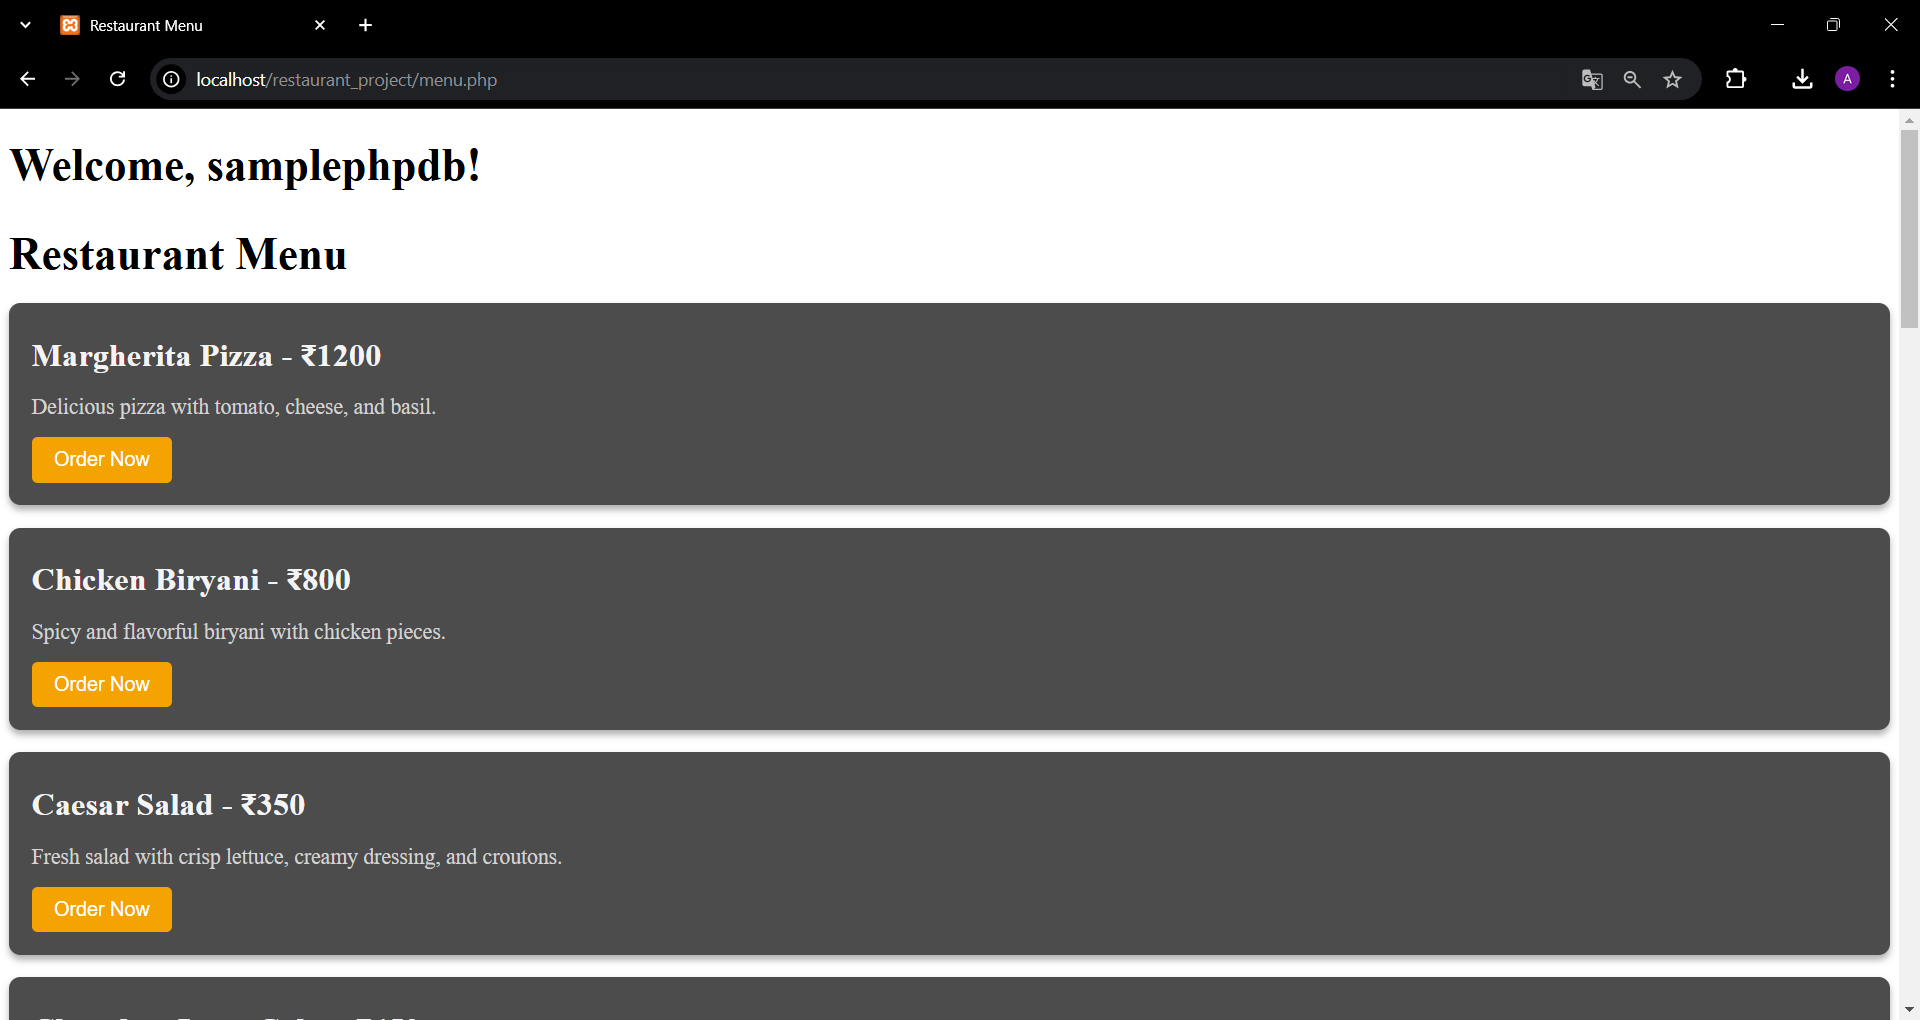 Restaurant Menu
localhost/restaurant_project/menu.php
A
Welcome, samplephpdb!
Restaurant Menu
Margherita Pizza - ₹1200
Delicious pizza with tomato, cheese, and basil.
Order Now
Chicken Biryani - ₹800
Spicy and flavorful biryani with chicken pieces.
Order Now
Caesar Salad - ₹350
Fresh salad with crisp lettuce, creamy dressing, and croutons.
Order Now